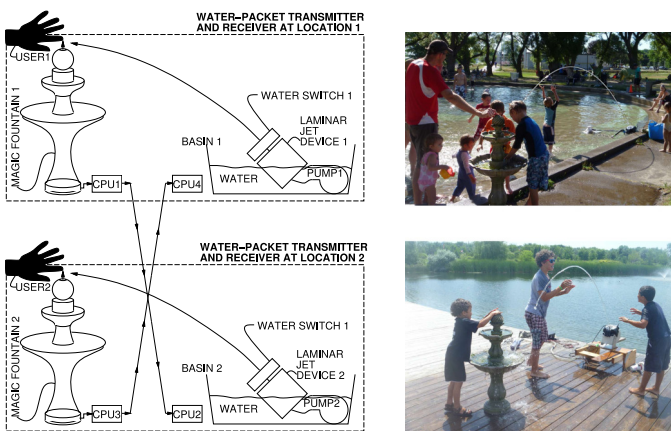 WATER-PACKET TRANSMITTER
AND RECEIVER AT LOCATION 1
USER1
MAGIC FOUNTAIN 1
WATER SWITCH 1
LAMINAR
JET
DEVICE 1
BASIN 1
WATER
PUMP1
CPU1
CPU4
WATER-PACKET TRANSMITTER
AND RECEIVER AT LOCATION 2
USER2
MAGIC FOUNTAIN 2
WATER SWITCH 1
LAMINAR
JET
DEVICE 2
BASIN 2
WATER
PUMP2
CPU3
CPU2